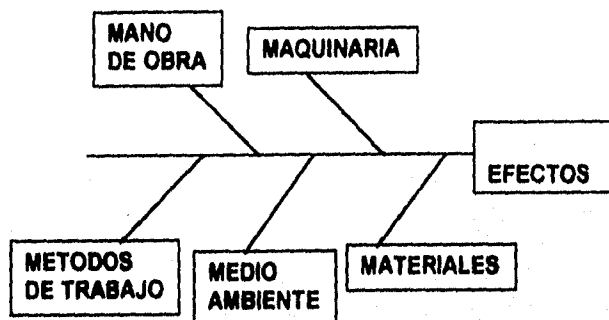 MANO
DE OBRA
MAQUINARIA
EFECTOS
METODOS
DE TRABAJO
MEDIO
AMBIENTE
MATERIALES